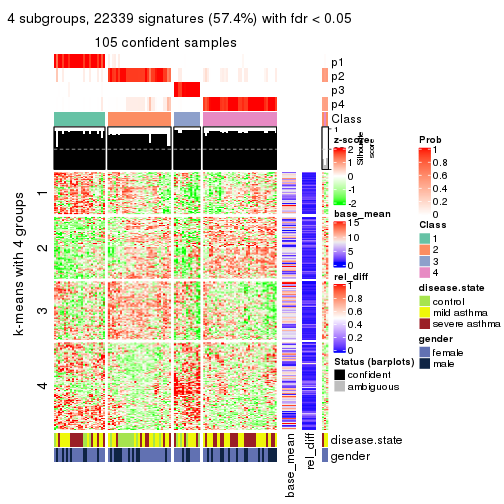 4 subgroups, 22339 signatures (57.4%) with fdr < 0.05
105 confident samples
p1
p2
p3
p4
Class
1
Silhouette
score
k-means with 4 groups
1
2
3
4
base_mean
rel_diff
disease.state
gender
z-score
2
1
0
-1
-2
base_mean
15
10
5
0
rel_diff
1
0.8
0.6
0.4
0.2
0
Status (barplots)
confident
ambiguous
Prob
1
0.8
0.6
0.4
0.2
0
Class
1
2
3
4
disease.state
control
mild asthma
severe asthma
gender
female
male